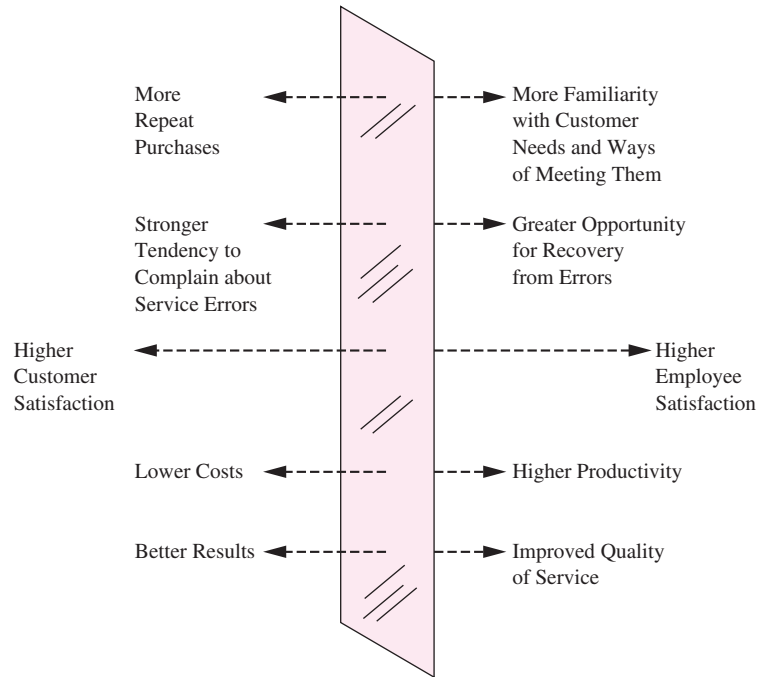 More
Repeat
Purchases
More Familiarity
with Customer
Needs and Ways
of Meeting Them
Stronger
Tendency to
Complain about
Service Errors
Greater Opportunity
for Recovery
from Errors
Higher
Customer
Satisfaction
Higher
Employee
Satisfaction
Lower Costs
Higher Productivity
Better Results
Improved Quality
of Service